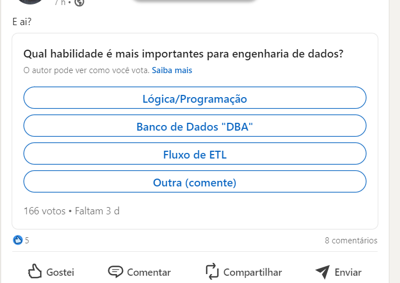 7 h •
E ai?
Qual habilidade é mais importantes para engenharia de dados?
O autor pode ver como você vota. Saiba mais
Lógica/Programação
Banco de Dados "DBA"
Fluxo de ETL
Outra (comente)
166 votos • Faltam 3 d
5
8 comentários
Gostei
Comentar
Compartilhar
Enviar